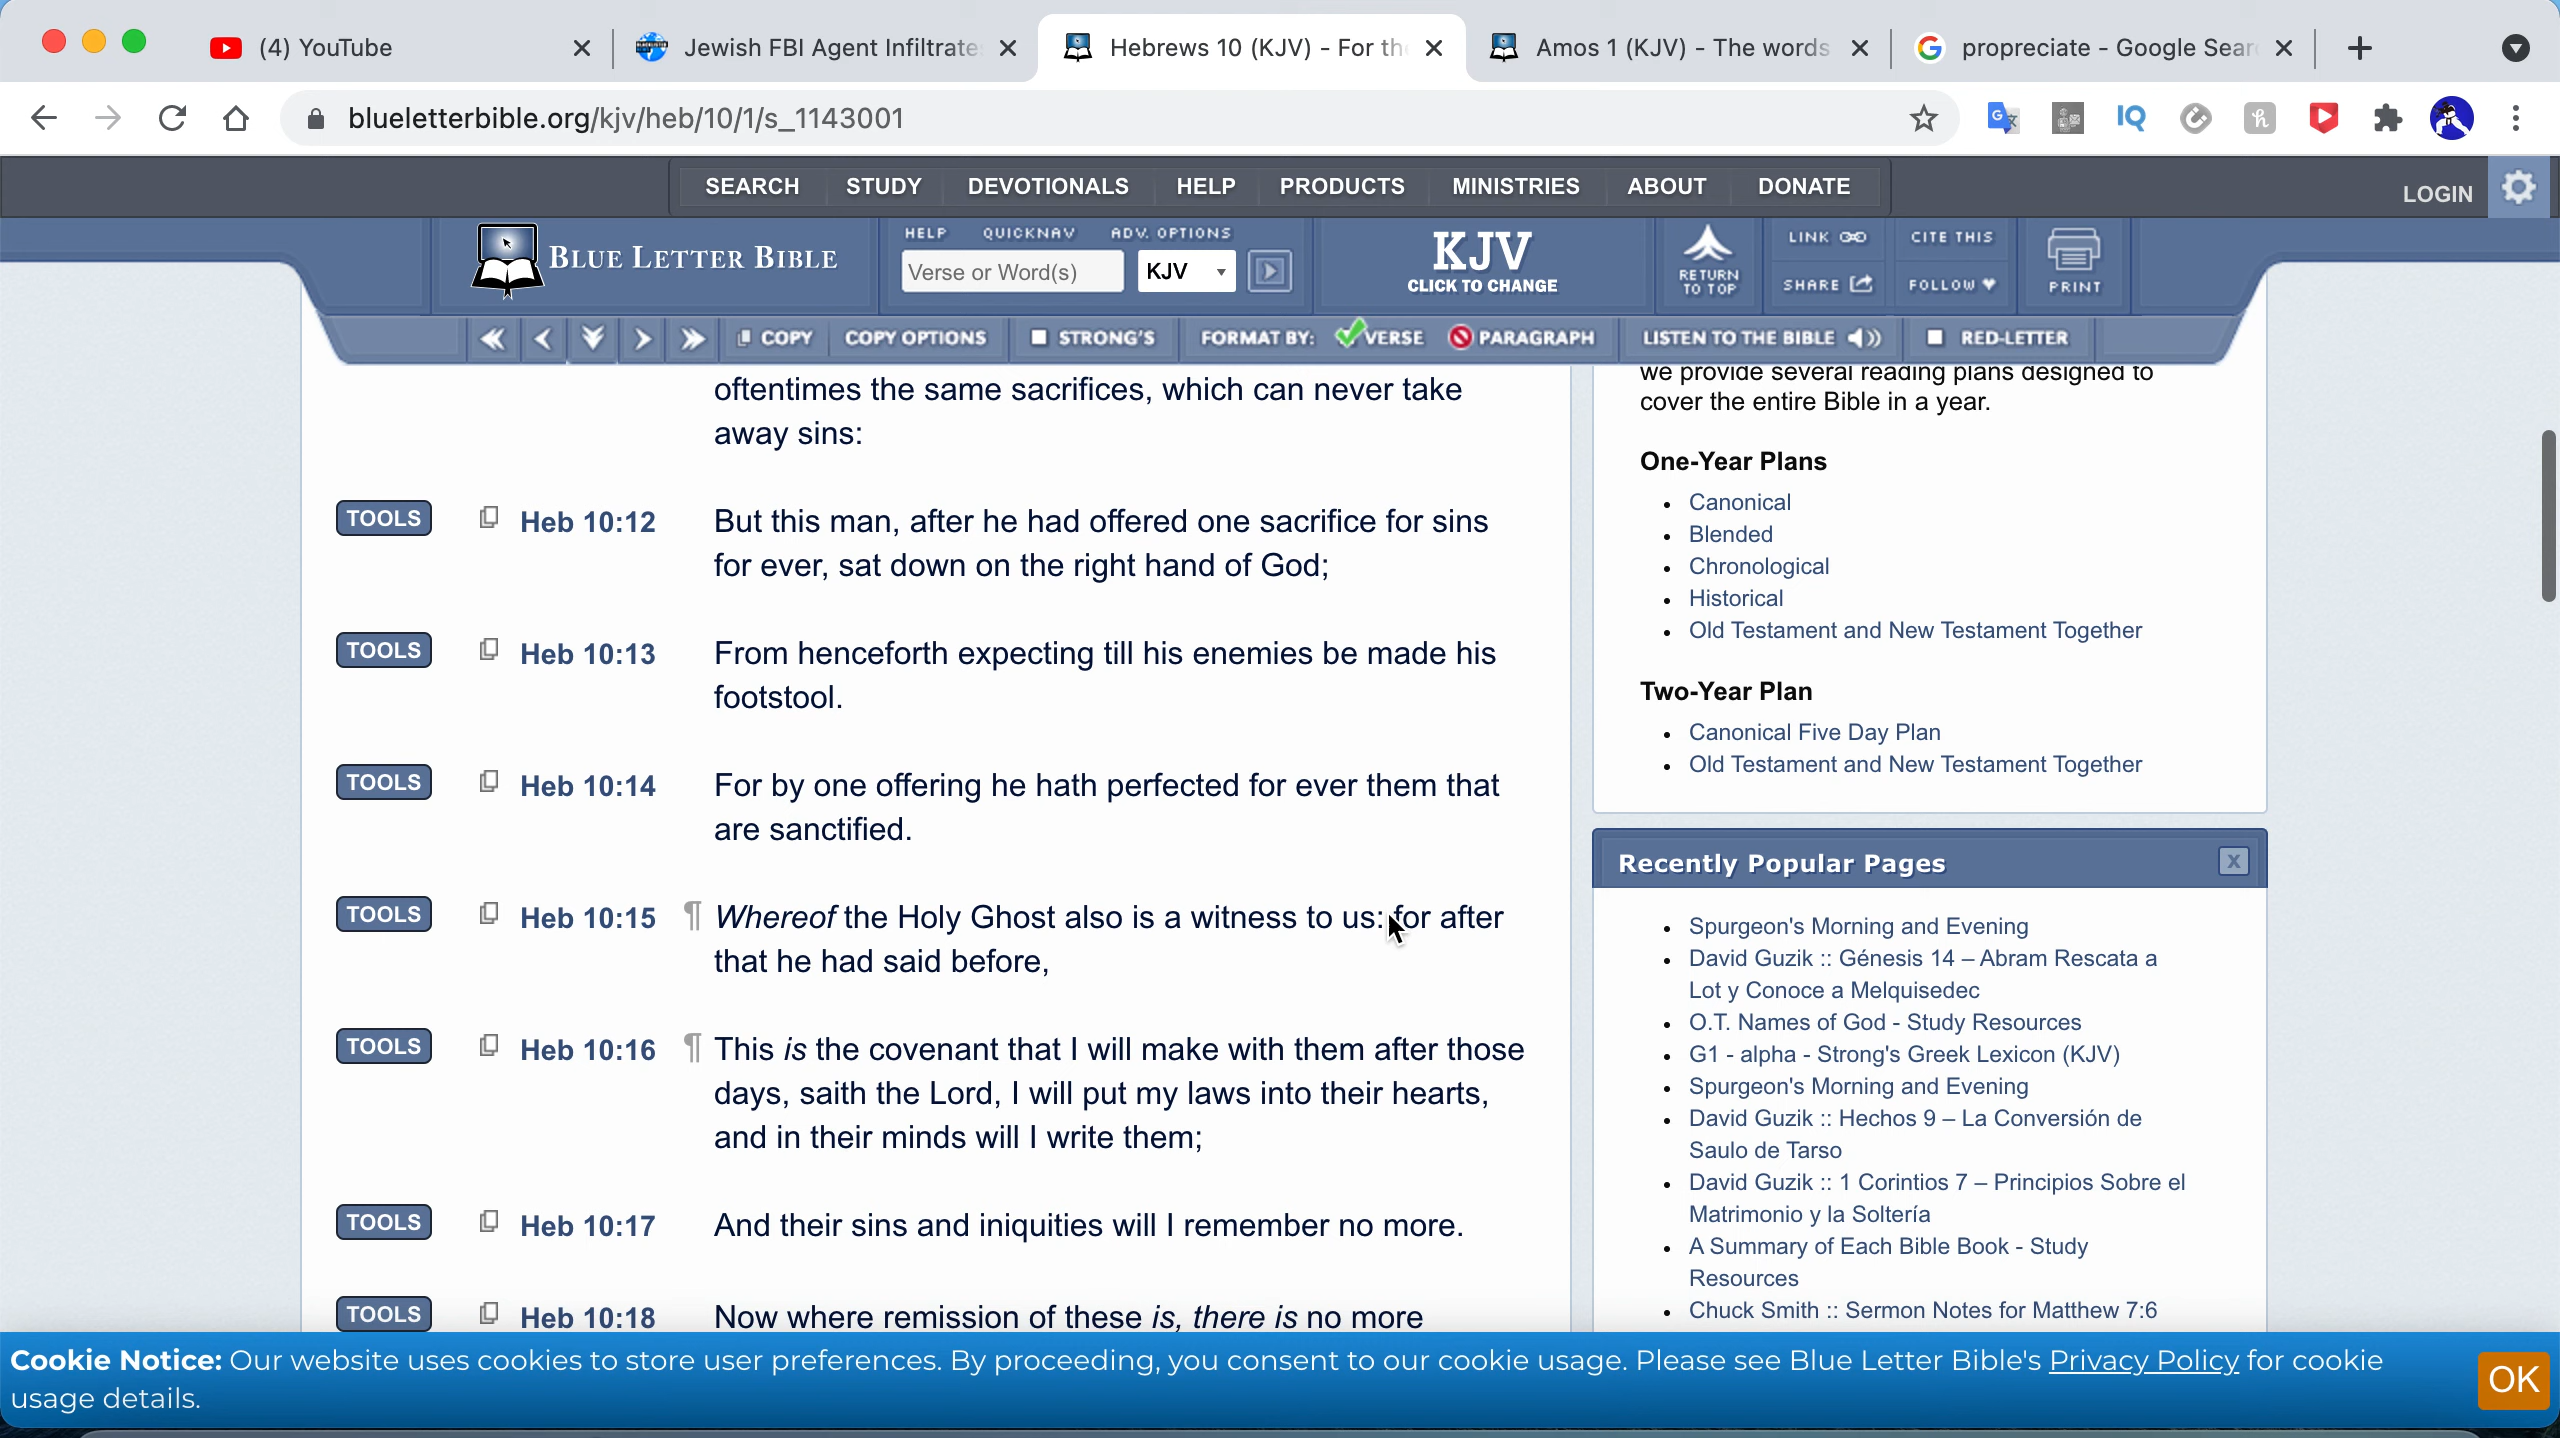 (4) YouTube
Jewish FBI Agent Infiltrate
Hebrews 10 (KJV) - For th
Amos 1 (KJV) - The words
propreciate - Google Sear
blueletterbible.org/kjv/heb/10/1/s_1143001
SEARCH STUDY DEVOTIONALS HELP PRODUCTS MINISTRIES ABOUT DONATE
LOGIN
BLUE LETTER BIBLE
HELP QUICKNAV ADV. OPTIONS
Verse or Word(s) KJV
KJV
CLICK TO CHANGE
RETURN
TO TOP
LINK CITE THIS
SHARE FOLLOW
PRINT
COPY COPY OPTIONS STRONG'S FORMAT BY: VERSE PARAGRAPH LISTEN TO THE BIBLE RED-LETTER
oftentimes the same sacrifices, which can never take
away sins:
TOOLS Heb 10:12 But this man, after he had offered one sacrifice for sins
for ever, sat down on the right hand of God;
TOOLS Heb 10:13 From henceforth expecting till his enemies be made his
footstool.
TOOLS Heb 10:14 For by one offering he hath perfected for ever them that
are sanctified.
TOOLS Heb 10:15 ¶ Whereof the Holy Ghost also is a witness to us: for after
that he had said before,
TOOLS Heb 10:16 ¶ This is the covenant that I will make with them after those
days, saith the Lord, I will put my laws into their hearts,
and in their minds will I write them;
TOOLS Heb 10:17 And their sins and iniquities will I remember no more.
TOOLS Heb 10:18 Now where remission of these is, there is no more
we provide several reading plans designed to
cover the entire Bible in a year.
One-Year Plans
• Canonical
• Blended
• Chronological
• Historical
• Old Testament and New Testament Together
Two-Year Plan
• Canonical Five Day Plan
• Old Testament and New Testament Together
Recently Popular Pages
X
• Spurgeon's Morning and Evening
• David Guzik :: Génesis 14 – Abram Rescata a
Lot y Conoce a Melquisedec
• O.T. Names of God - Study Resources
• G1 - alpha - Strong's Greek Lexicon (KJV)
• Spurgeon's Morning and Evening
• David Guzik :: Hechos 9 – La Conversión de
Saulo de Tarso
• David Guzik :: 1 Corintios 7 – Principios Sobre el
Matrimonio y la Soltería
• A Summary of Each Bible Book - Study
Resources
• Chuck Smith :: Sermon Notes for Matthew 7:6
Cookie Notice: Our website uses cookies to store user preferences. By proceeding, you consent to our cookie usage. Please see Blue Letter Bible's Privacy Policy for cookie
usage details.
OK